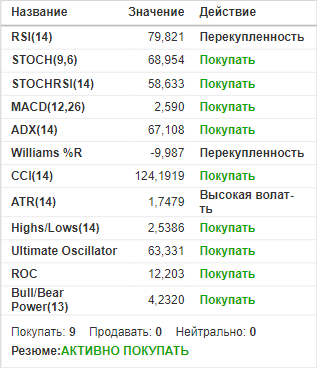 Название Значение Действие
RSI(14) 79,821 Перекупленность
STOCH(9,6) 68,954 Покупать
STOCHRSI(14) 58,633 Покупать
MACD(12,26) 2,590 Покупать
ADX(14) 67,108 Покупать
Williams %R -9,987 Перекупленность
CCI(14) 124,1919 Покупать
ATR(14) 1,7479 Высокая волат-
ть
Highs/Lows(14) 2,5386 Покупать
Ultimate Oscillator 63,331 Покупать
ROC 12,203 Покупать
Bull/Bear
Power(13) 4,2320 Покупать
Покупать: 9 Продавать: 0 Нейтрально: 0
Резюме:АКТИВНО ПОКУПАТЬ